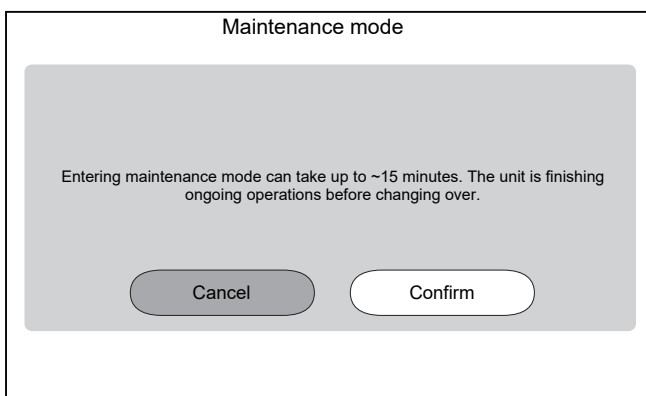 Maintenance mode
Entering maintenance mode can take up to ~15 minutes. The unit is finishing
ongoing operations before changing over.
Cancel
Confirm